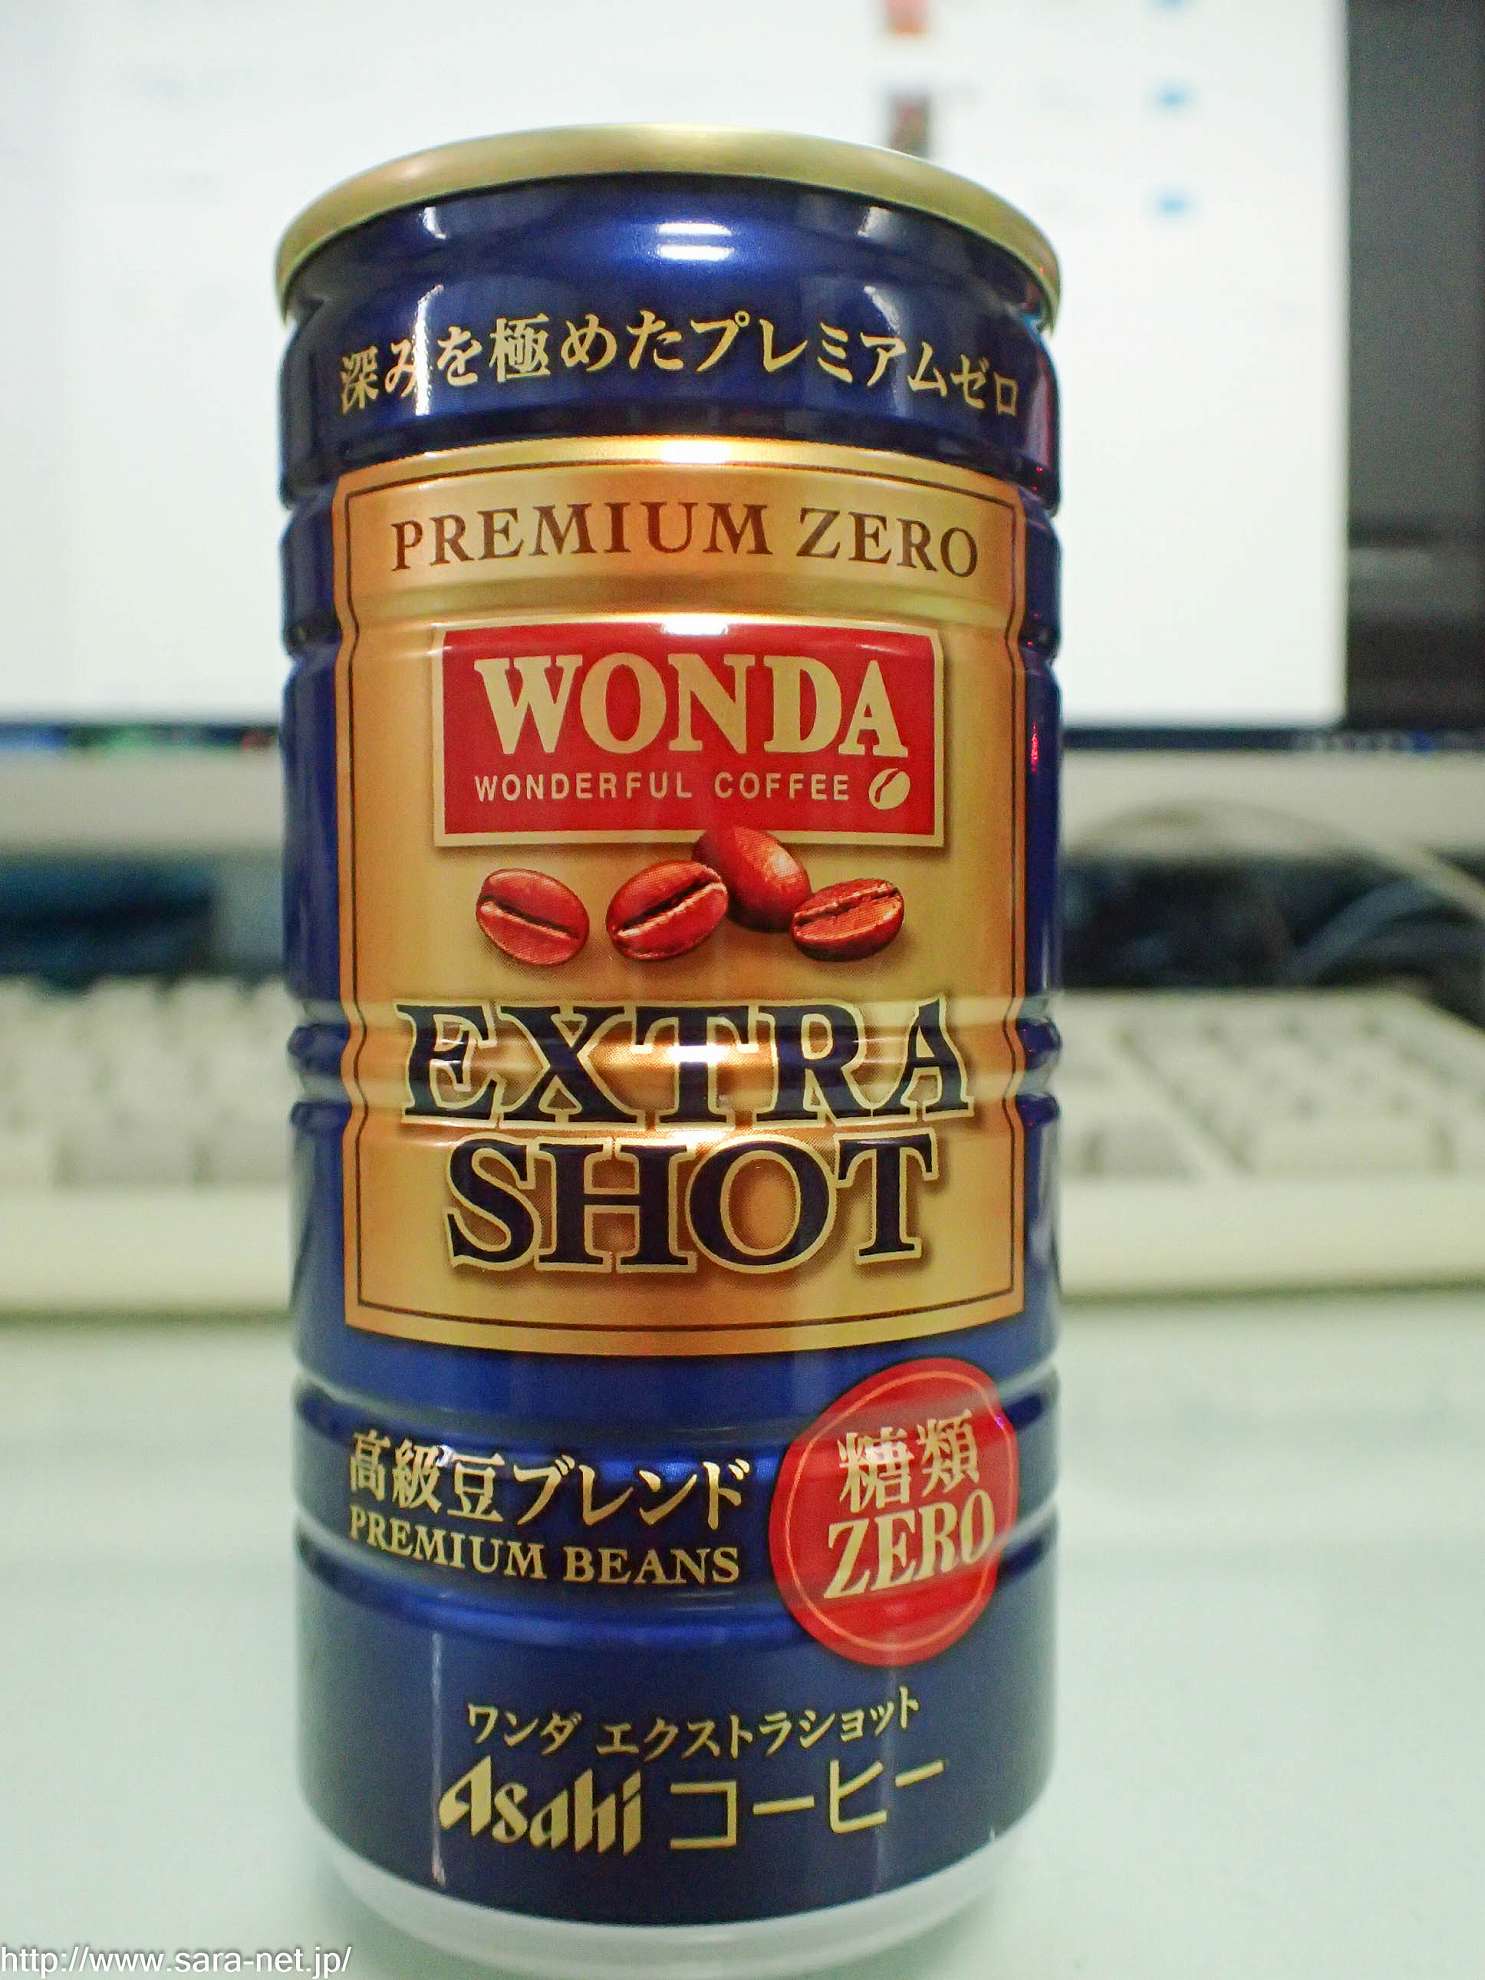 深みを極めたプレミアムゼロ
PREMIUM ZERO
WONDA
WONDERFUL COFFEE
EXTRA
SHOT
高級豆ブレンド
PREMIUM BEANS
糖類
ZERO
ワンダ エクストラショット
Asahi コーヒー
http://www.sara-net.jp/